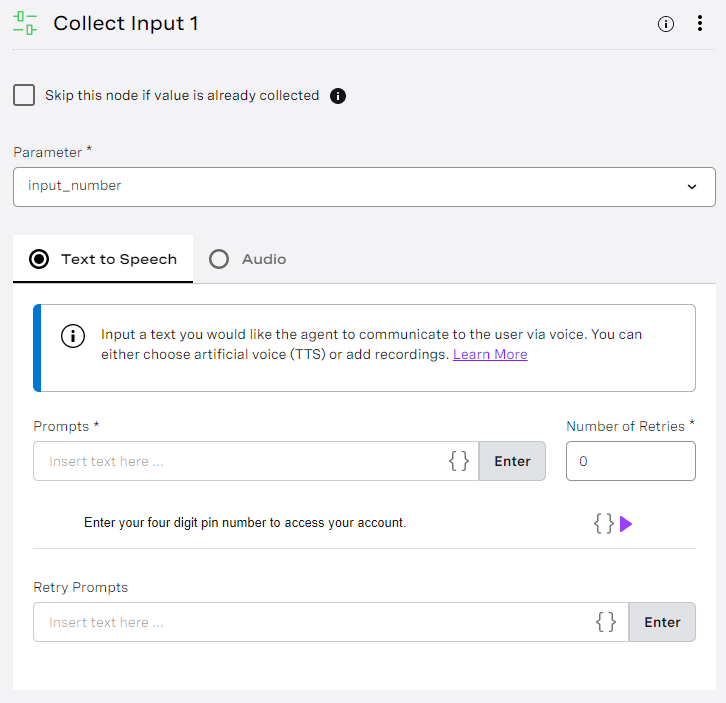 Collect Input 1
Skip this node if value is already collected
Parameter *
input_number
Text to Speech
Audio
Input a text you would like the agent to communicate to the user via voice. You can
either choose artificial voice (TTS) or add recordings. Learn More
Prompts *
Number of Retries *
Insert text here ...
{ }
Enter
0
Enter your four digit pin number to access your account.
{ }
Retry Prompts
Insert text here ...
{ }
Enter